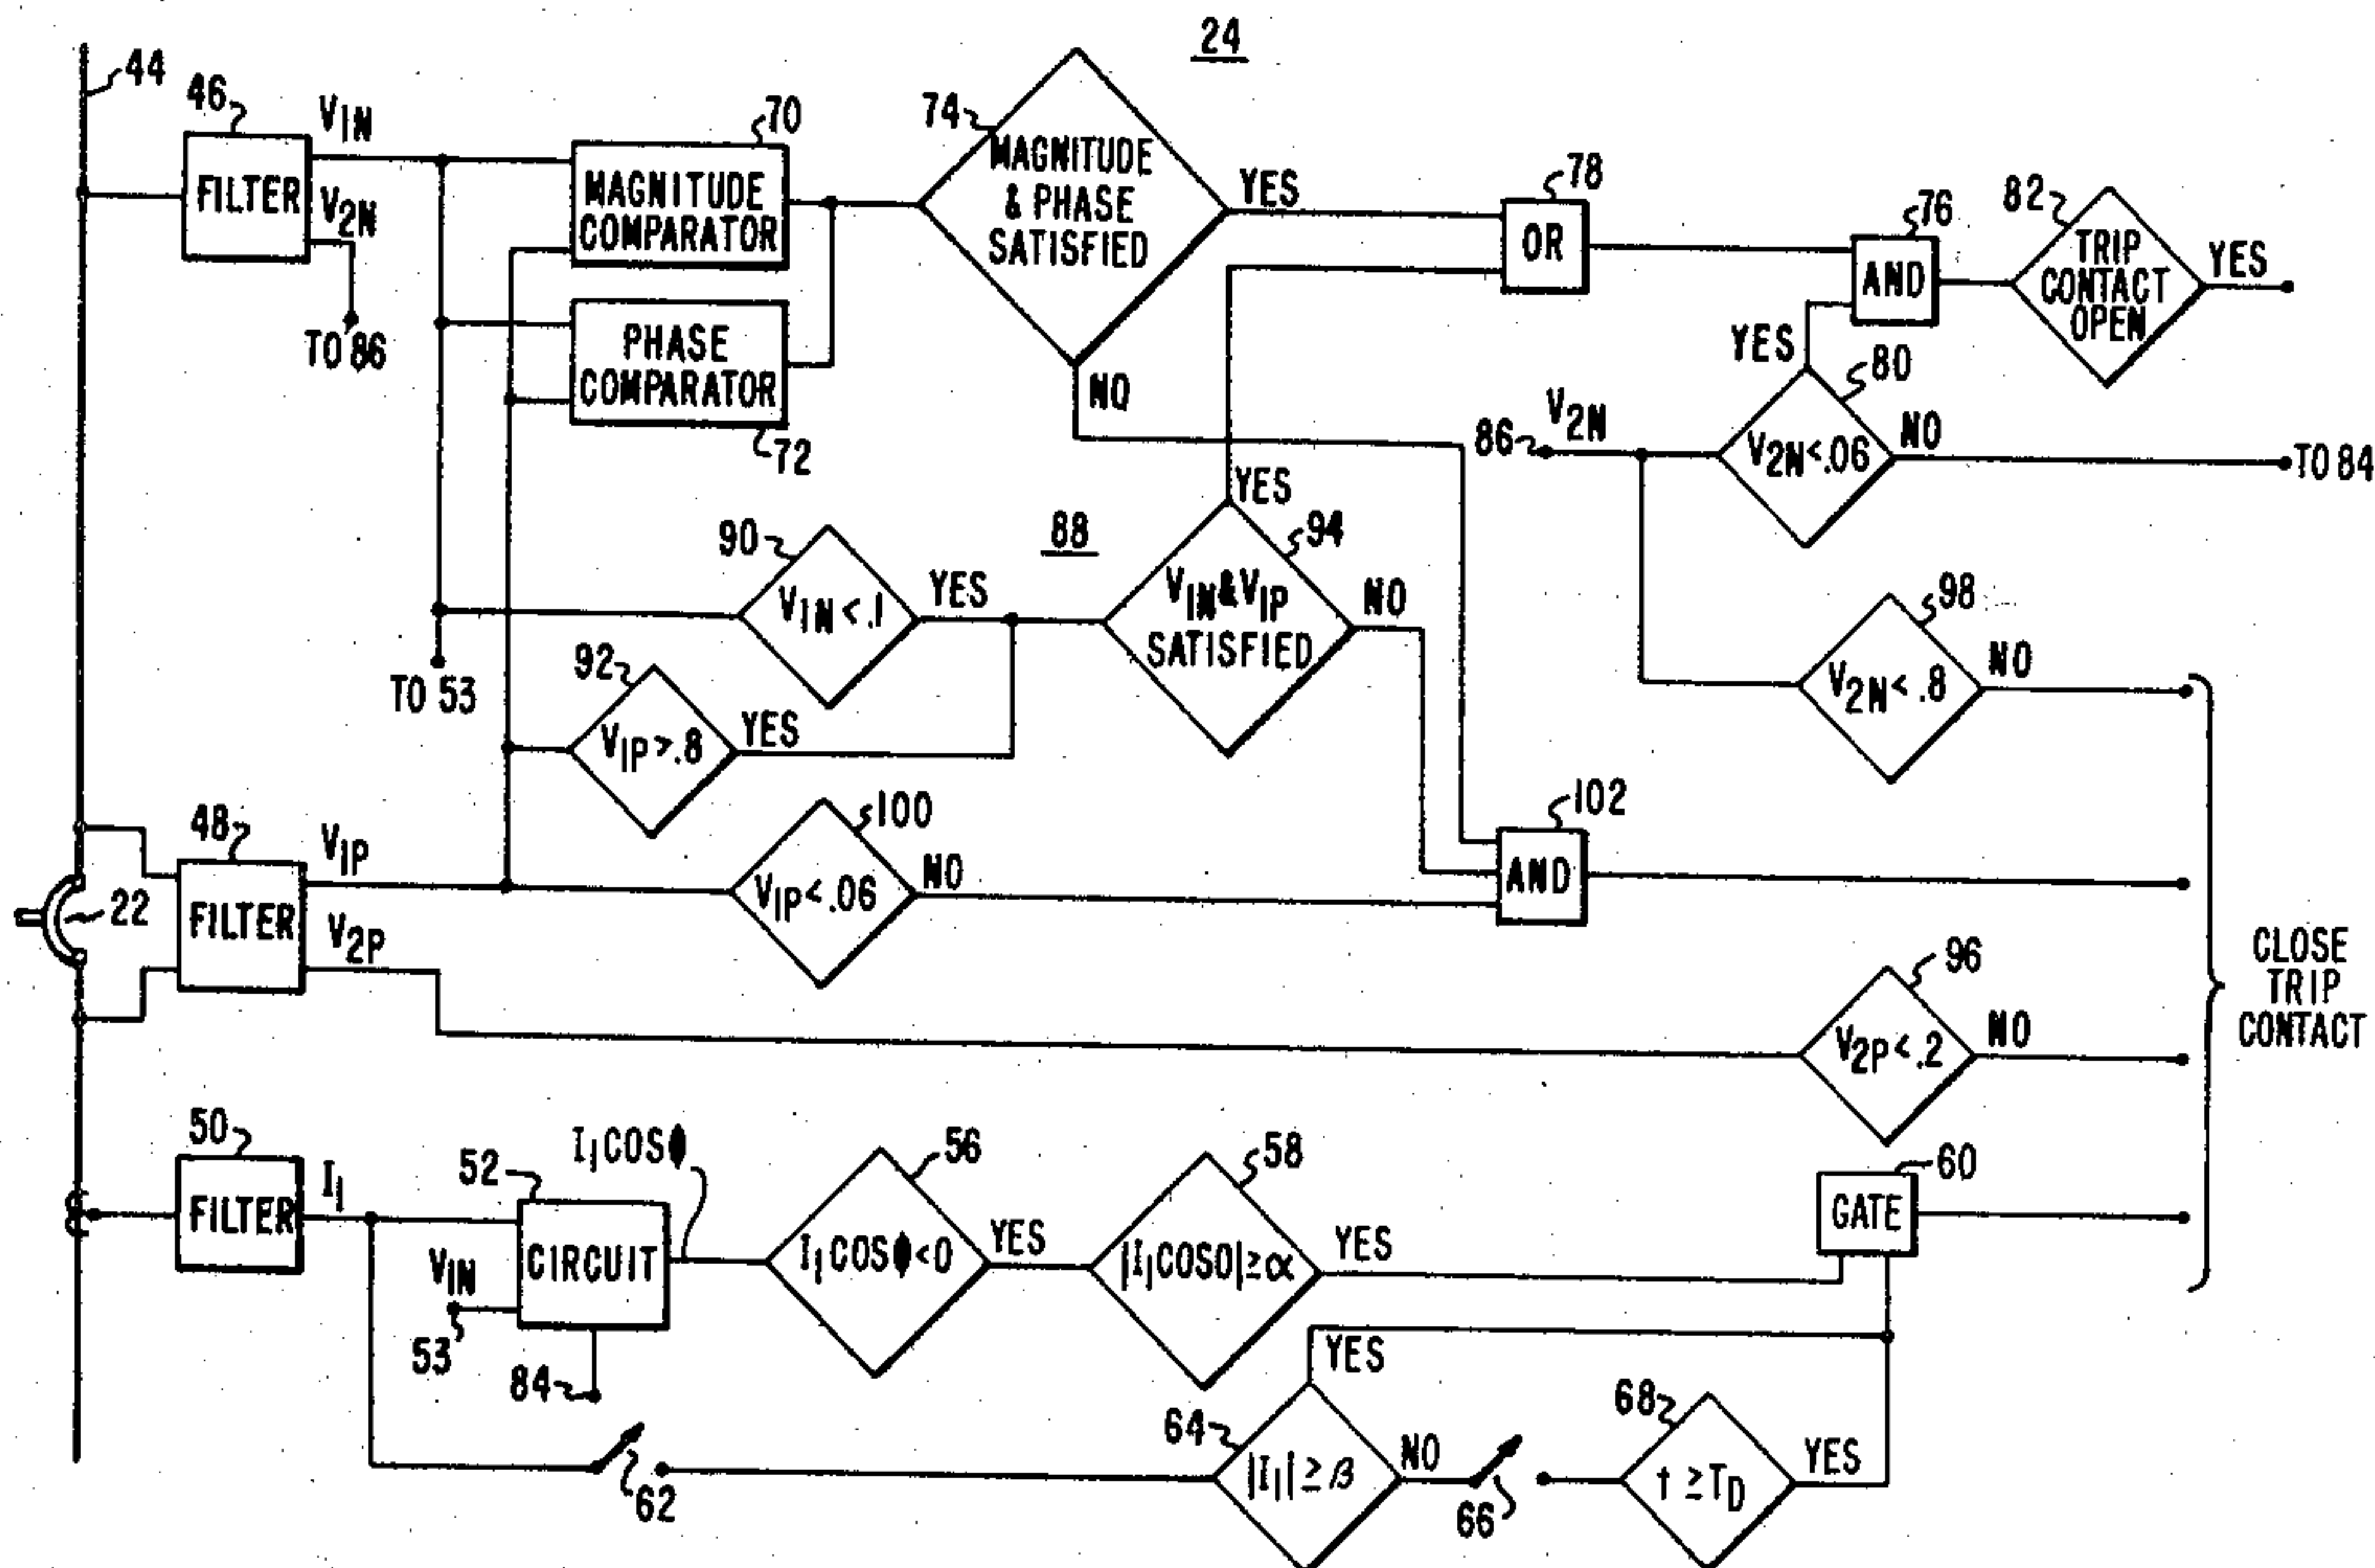 24
44
46
V1N
70
74
MAGNITUDE
& PHASE
SATISFIED
YES
78
82
76
FILTER
V2N
MAGNITUDE
COMPARATOR
OR
AND
TRIP
CONTACT
OPEN
YES
TO 86
PHASE
COMPARATOR
NO
YES
80
72
86
V2N
V2N < .06
NO
TO 84
YES
90
88
94
V1N < .1
YES
V1N & V1P
SATISFIED
NO
98
92
TO 53
V1P > .8
YES
V2N < .8
NO
48
V1P
100
102
22
FILTER
V1P < .06
NO
AND
V2P
96
CLOSE
TRIP
CONTACT
V2P < .2
NO
50
I1
52
I1COSϕ
56
58
60
FILTER
GATE
V1N
CIRCUIT
I1COSϕ<0
YES
|I1COS0|≥α
YES
53
84
YES
64
68
62
|I1|≥β
NO
66
t ≥TD
YES